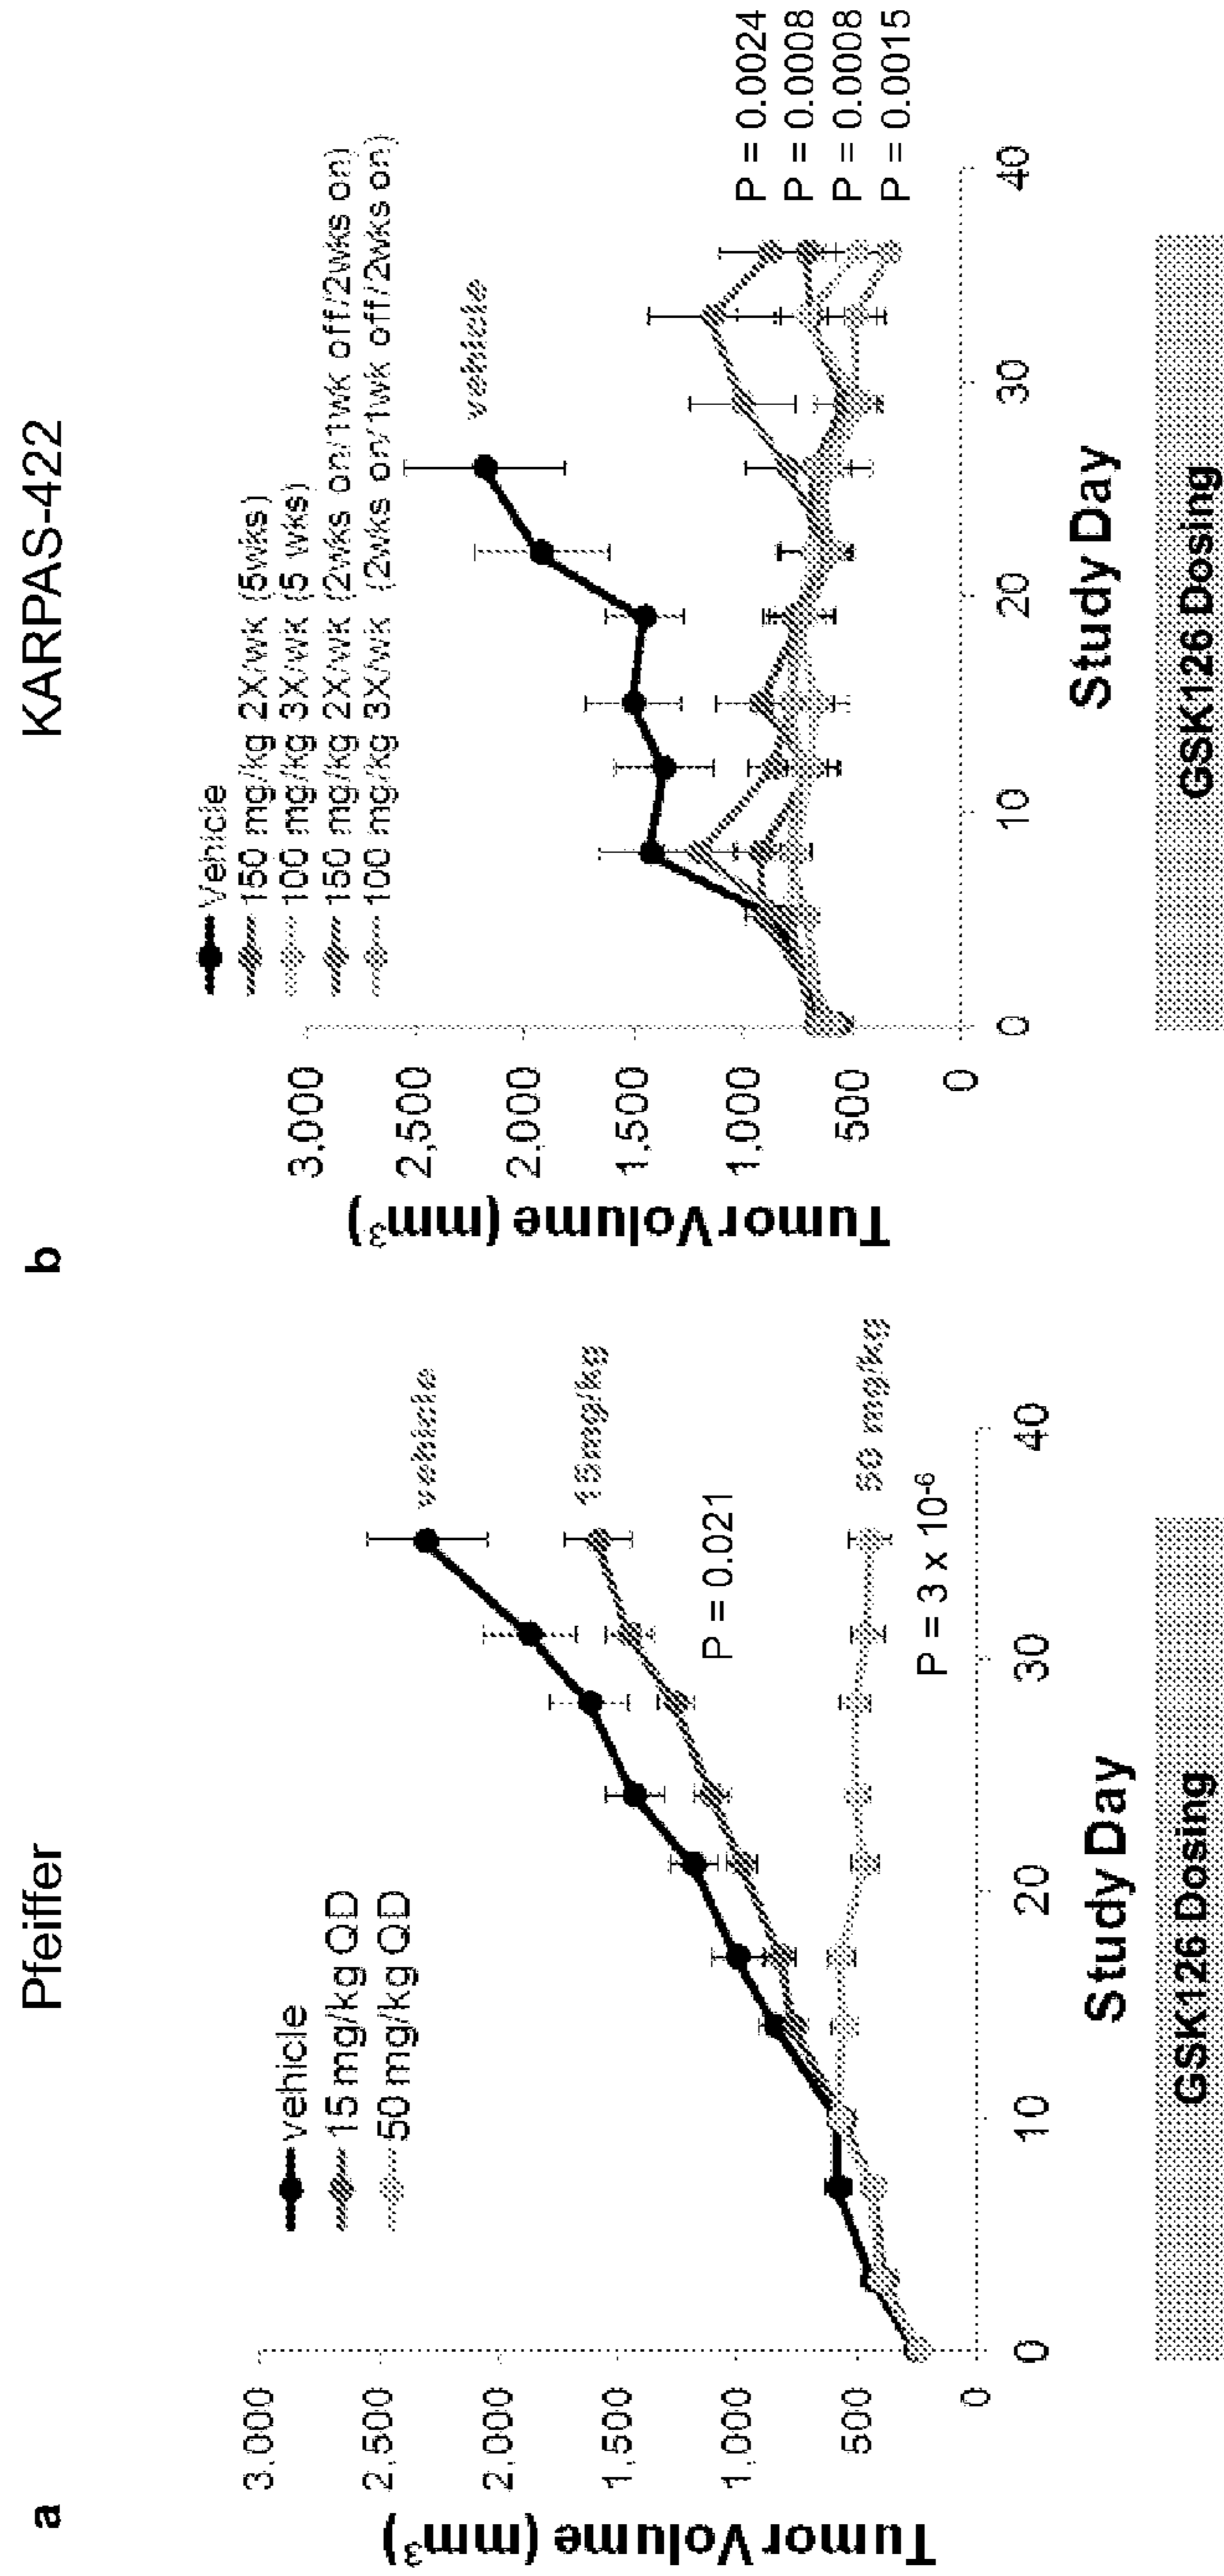 a
Pfeiffer
vehicle
15 mg/kg QD
50 mg/kg QD
3,000
2,500
2,000
1,500
1,000
500
0
Tumor Volume (mm³)
vehicle
15mg/kg
P = 0.021
50 mg/kg
P = 3 x 10⁻⁶
0
10
20
30
40
Study Day
GSK126 Dosing
b
KARPAS-422
Vehicle
150 mg/kg 2X/wk (5wks)
100 mg/kg 3X/wk (5 wks)
150 mg/kg 2X/wk (2wks on/1wk off/2wks on)
100 mg/kg 3X/wk (2wks on/1wk off/2wks on)
3,000
2,500
2,000
1,500
1,000
500
0
Tumor Volume (mm³)
vehicle
P = 0.0024
P = 0.0008
P = 0.0008
P = 0.0015
0
10
20
30
40
Study Day
GSK126 Dosing